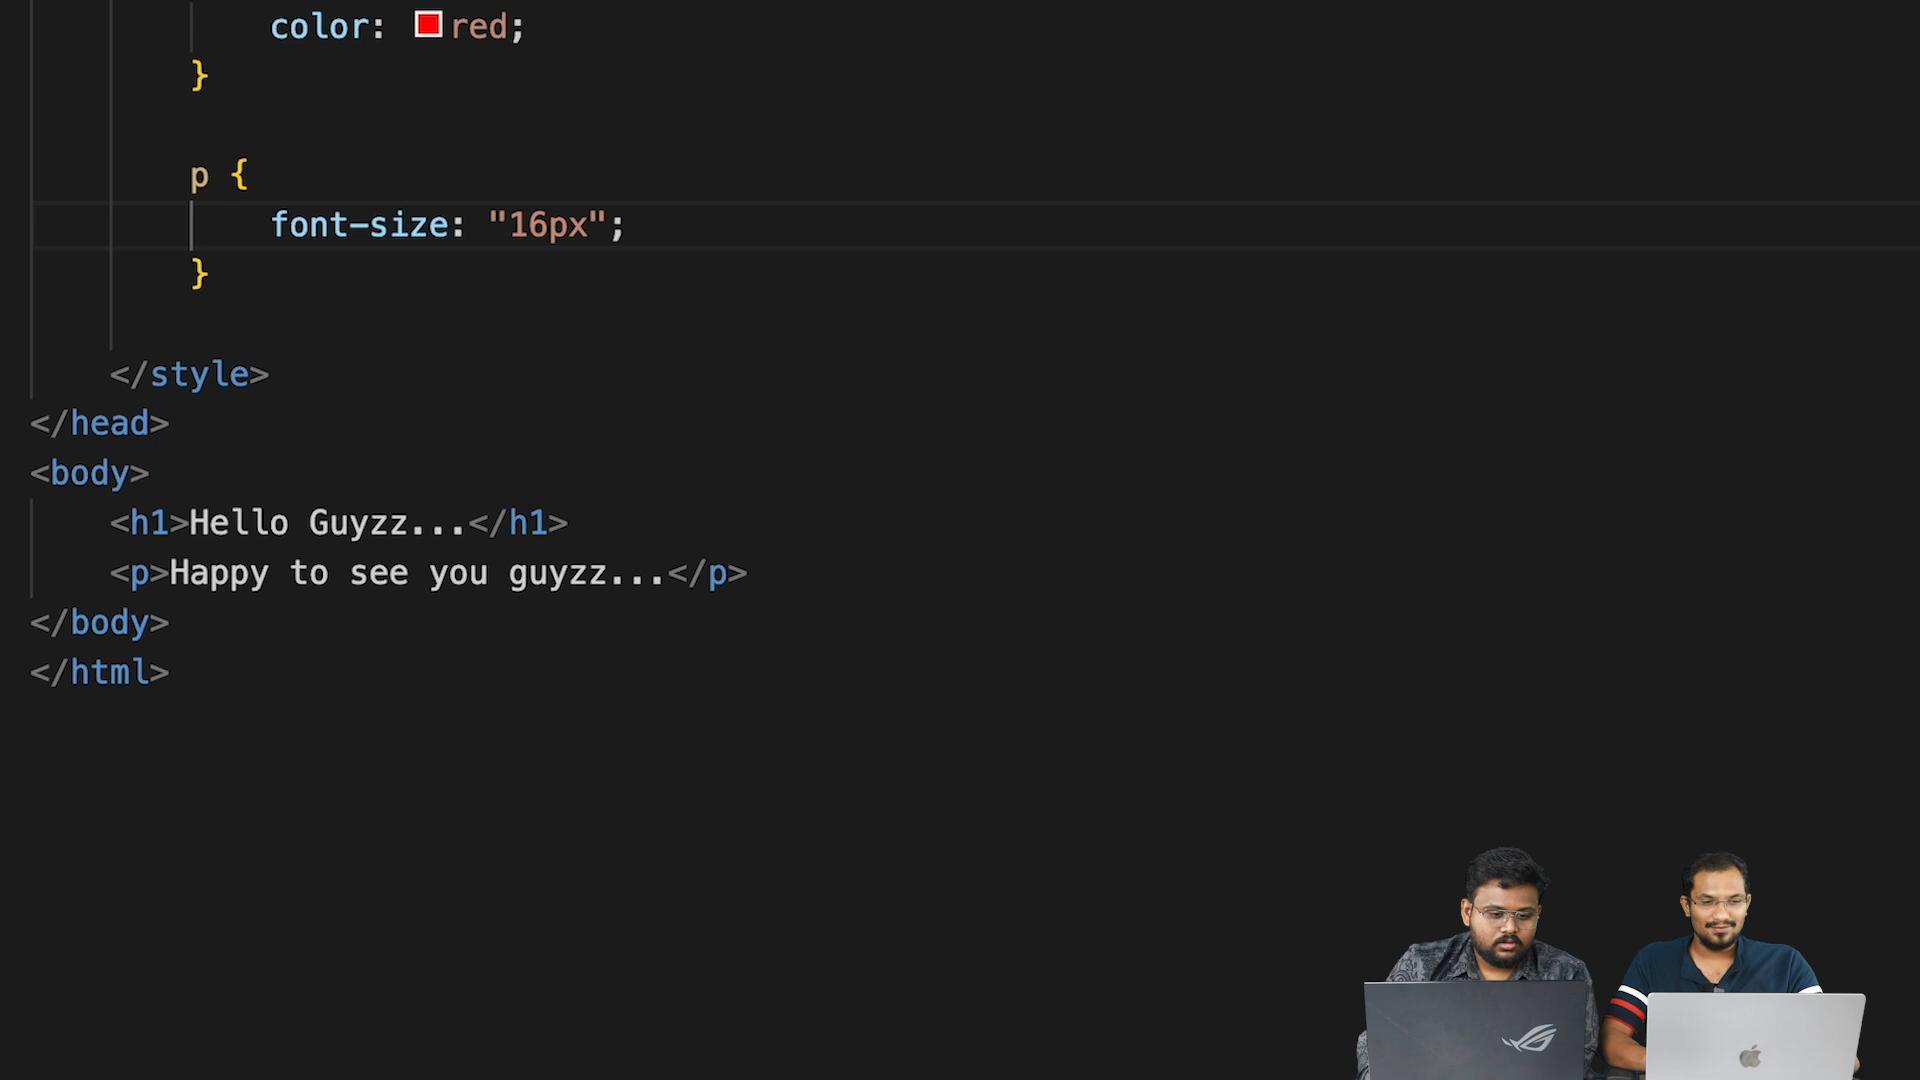 color: red;
}
p {
font-size: "16px";
}
</style>
</head>
<body>
<h1>Hello Guyzz...</h1>
<p>Happy to see you guyzz...</p>
</body>
</html>